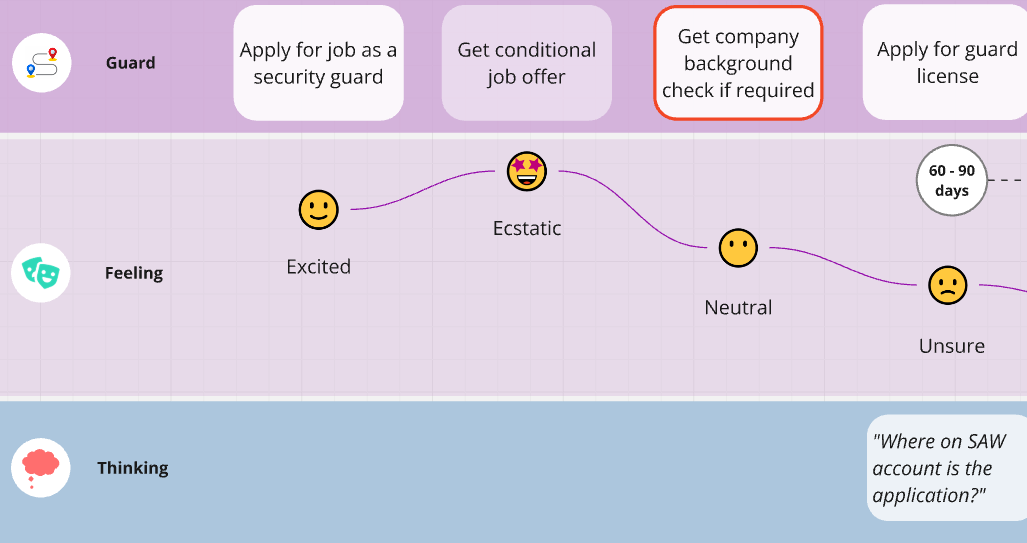 Guard
Apply for job as a
security guard
Get conditional
job offer
Get company
background
check if required
Apply for guard
license
Feeling
Excited
Ecstatic
Neutral
60 - 90
days
Unsure
Thinking
"Where on SAW
account is the
application?"